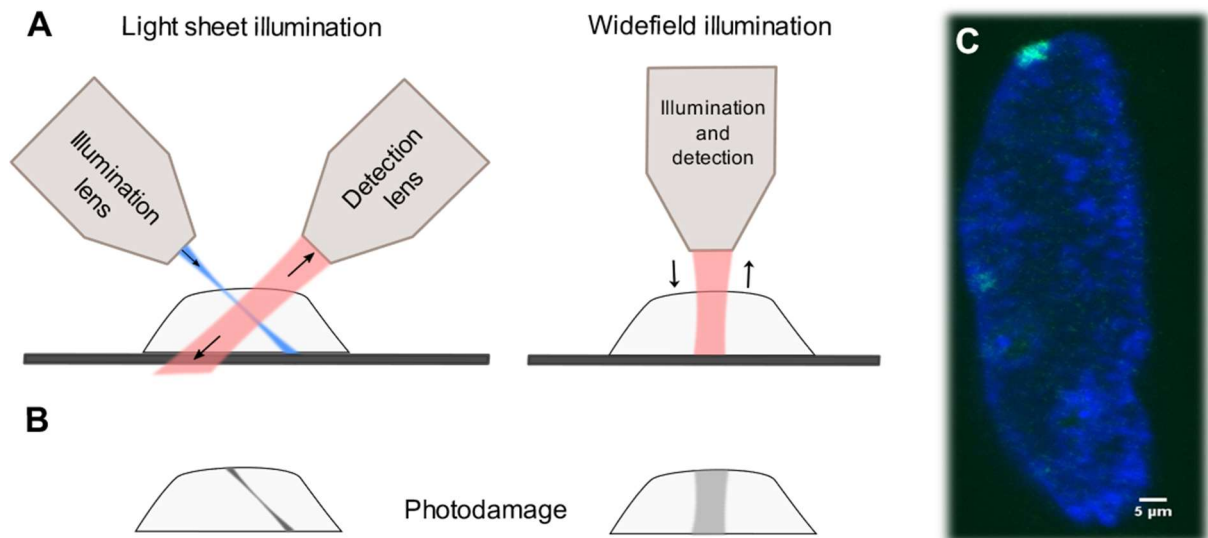 A
Light sheet illumination
Widefield illumination
Illumination
lens
Detection
lens
Illumination
and
detection
B
Photodamage
C
5 μm